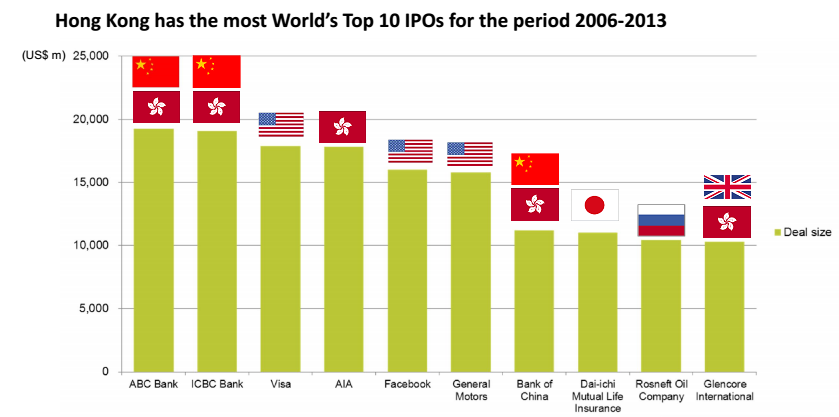 Hong Kong has the most World's Top 10 IPOs for the period 2006-2013
(US$ m) 25,000
20,000
15,000
10,000
5,000
0
Deal size
ABC Bank
ICBC Bank
Visa
AIA
Facebook
General
Motors
Bank of
China
Dai-ichi
Mutual Life
Insurance
Rosneft Oil
Company
Glencore
International